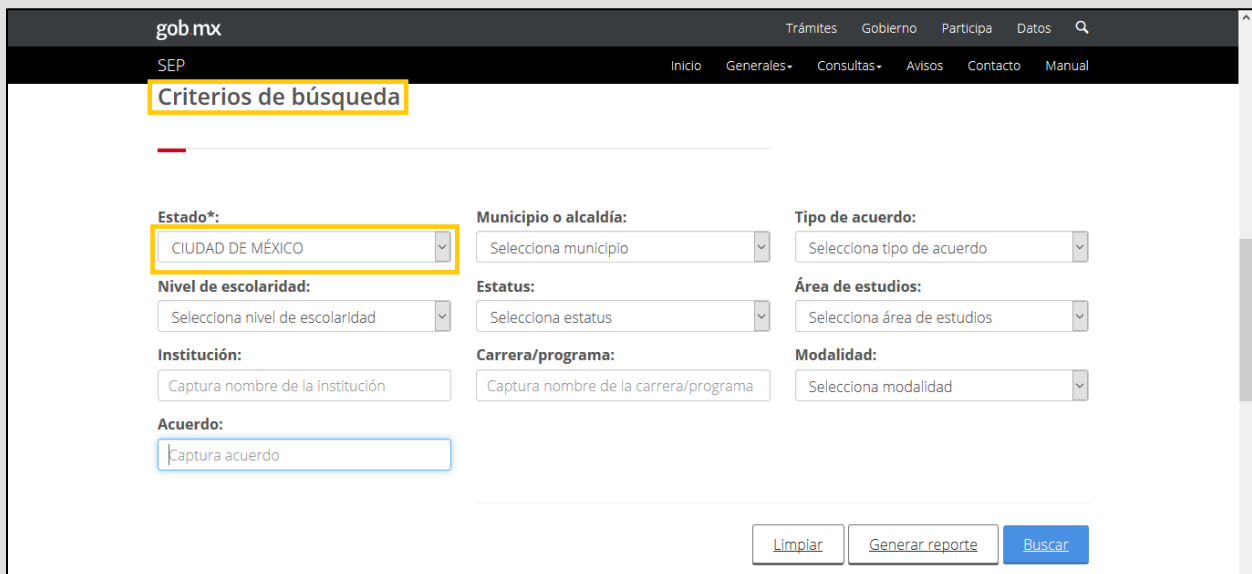 gob.mx Trámites Gobierno Participa Datos
SEP Inicio Generales Consultas Avisos Contacto Manual
Criterios de búsqueda
Estado*: Municipio o alcaldía: Tipo de acuerdo:
CIUDAD DE MÉXICO Selecciona municipio Selecciona tipo de acuerdo
Nivel de escolaridad: Estatus: Área de estudios:
Selecciona nivel de escolaridad Selecciona estatus Selecciona área de estudios
Institución: Carrera/programa: Modalidad:
Captura nombre de la institución Captura nombre de la carrera/programa Selecciona modalidad
Acuerdo:
Captura acuerdo
Limpiar Generar reporte Buscar